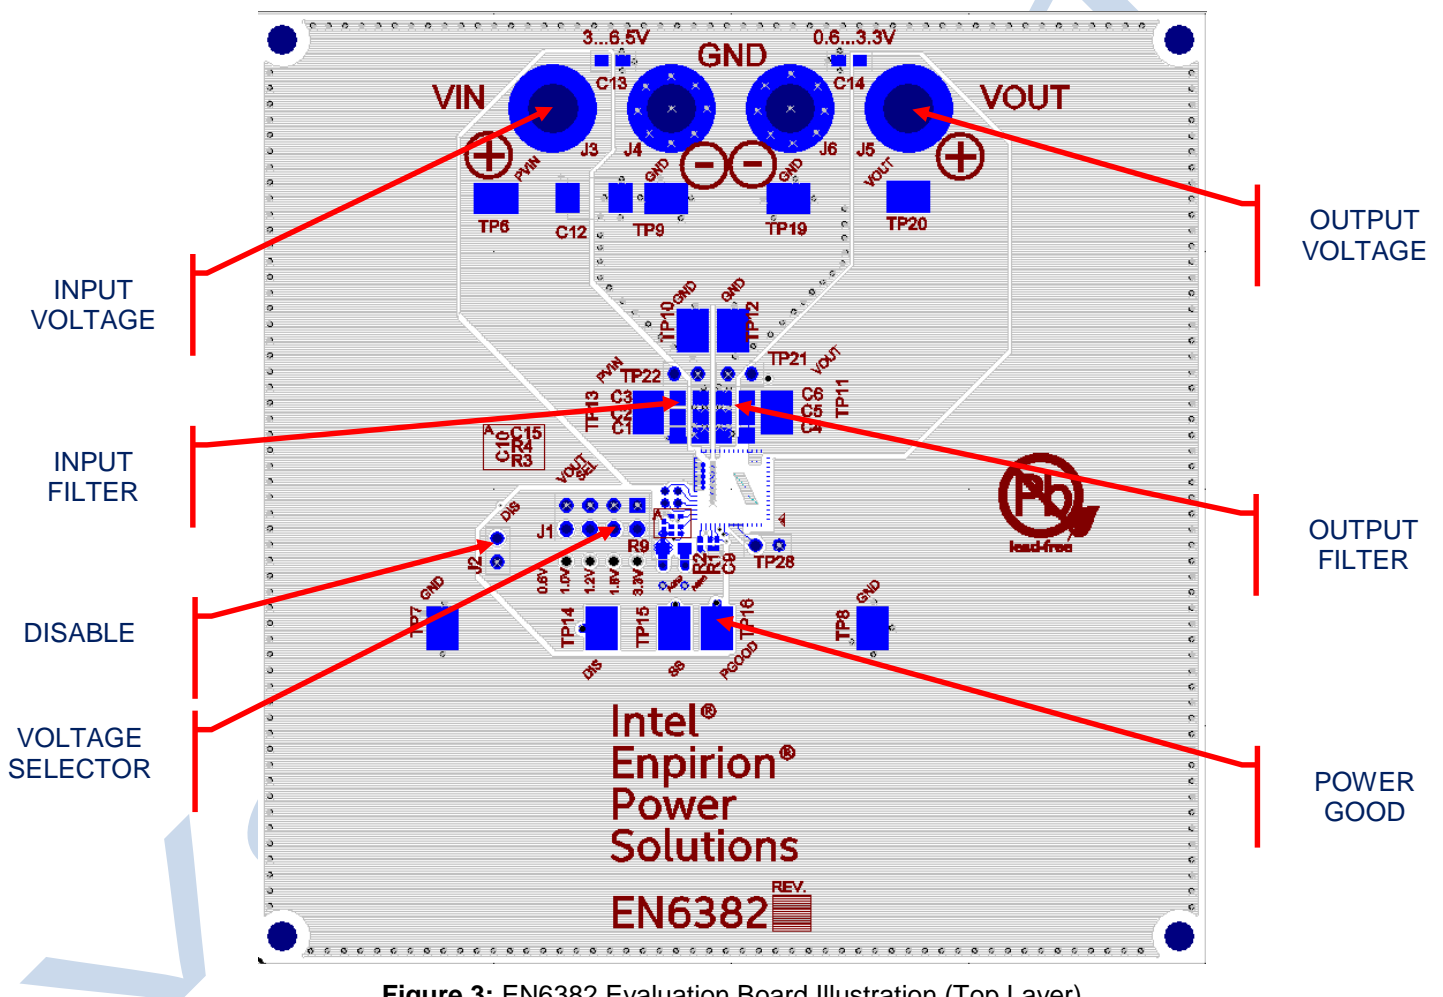 3...6.5V
0.6...3.3V
GND
C13
C14
VIN
VOUT
J3
J4
J6
J5
PVIN
GND
GND
VOUT
TP6
C12
TP9
TP19
TP20
OUTPUT
VOLTAGE
INPUT
VOLTAGE
GND
GND
TP10
TP12
PVIN
TP22
TP21
VOUT
TP13
C3
C2
C1
C6
C5
C4
TP11
A
C10
C15
R4
R3
INPUT
FILTER
VOUT
SEL
Pb
lead-free
OUTPUT
FILTER
DIS
J1
A
R9
J2
C9
TP28
0.6V
1.0V
1.2V
3.3V
GND
TP7
TP14
TP15
TP16
GND
TP8
DIS
SS
PGOOD
DISABLE
VOLTAGE
SELECTOR
POWER
GOOD
Intel®
Enpirion®
Power
Solutions
REV.
EN6382
Figure 3: EN6382 Evaluation Board Illustration (Top Layer)